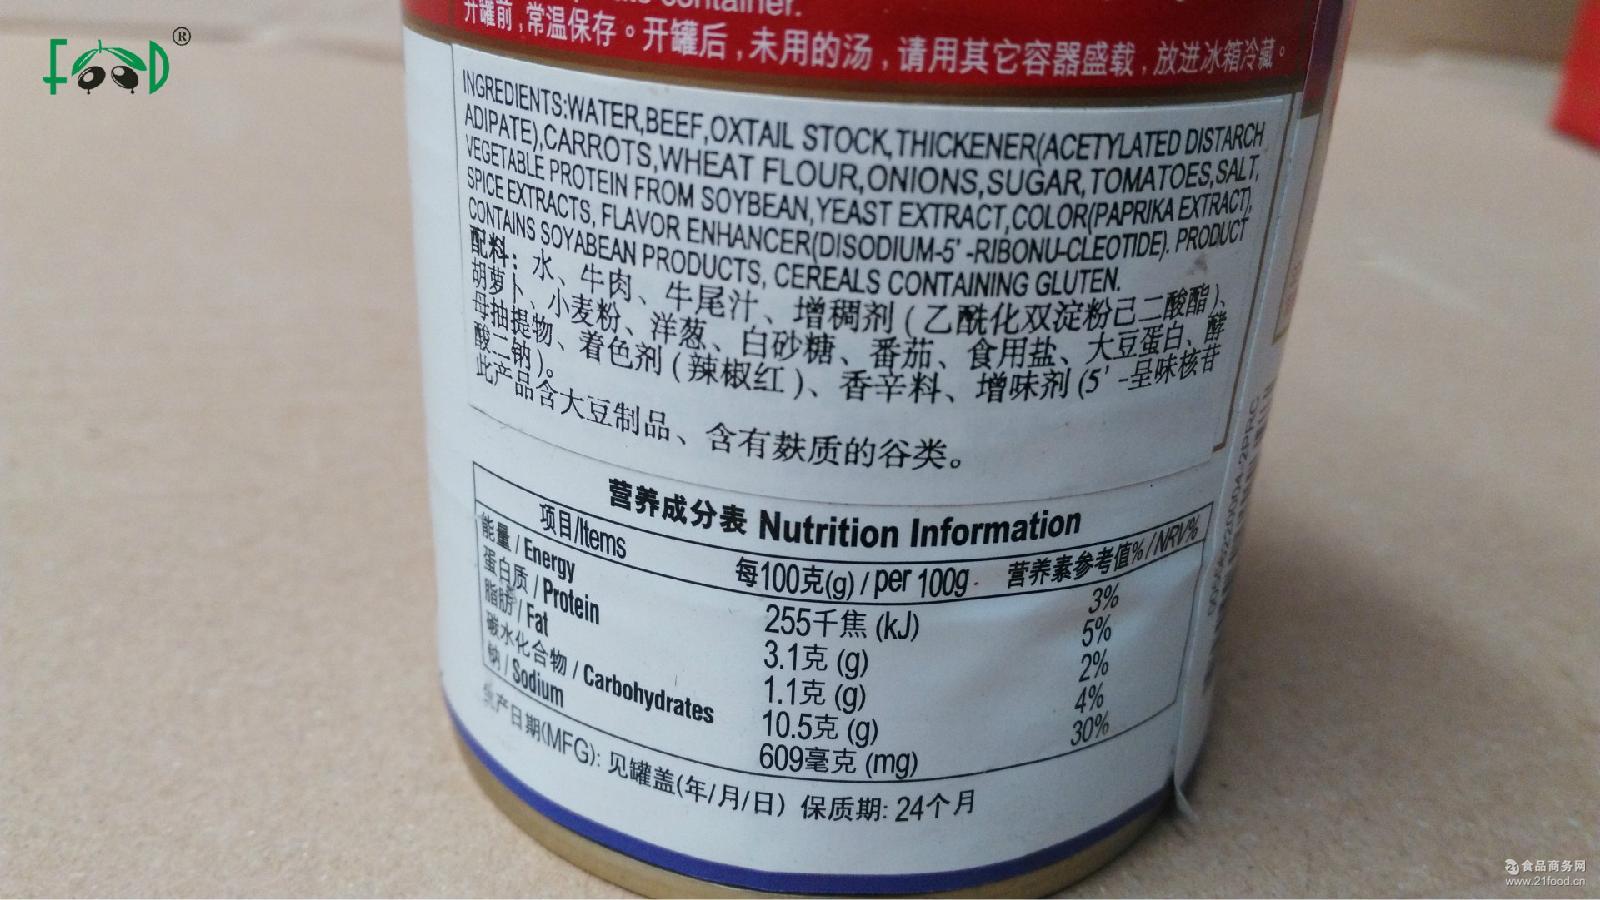 FOOD®
container.
开罐前,常温保存。开罐后,未用的汤,请用其它容器盛载,放进冰箱冷藏。
INGREDIENTS:WATER,BEEF,OXTAIL STOCK,THICKENER(ACETYLATED DISTARCH
ADIPATE),CARROTS,WHEAT FLOUR,ONIONS,SUGAR,TOMATOES,SALT,
VEGETABLE PROTEIN FROM SOYBEAN,YEAST EXTRACT,COLOR(PAPRIKA EXTRACT),
SPICE EXTRACTS, FLAVOR ENHANCER(DISODIUM-5'-RIBONU-CLEOTIDE). PRODUCT
CONTAINS SOYABEAN PRODUCTS, CEREALS CONTAINING GLUTEN.
配料：水、牛肉、牛尾汁、增稠剂(乙酰化双淀粉己二酸酯)、
胡萝卜、小麦粉、洋葱、白砂糖、番茄、食用盐、大豆蛋白、酵
母抽提物、着色剂(辣椒红)、香辛料、增味剂(5'-呈味核苷
酸二钠)。
此产品含大豆制品、含有麸质的谷类。
营养成分表 Nutrition Information
项目/Items 每100克(g)/per 100g 营养素参考值%/NRV%
能量/Energy 255千焦(kJ) 3%
蛋白质/Protein 3.1克(g) 5%
脂肪/Fat 1.1克(g) 2%
碳水化合物/Carbohydrates 10.5克(g) 4%
钠/Sodium 609毫克(mg) 30%
生产日期(MFG): 见罐盖(年/月/日) 保质期: 24个月
食品商务网
www.21food.cn